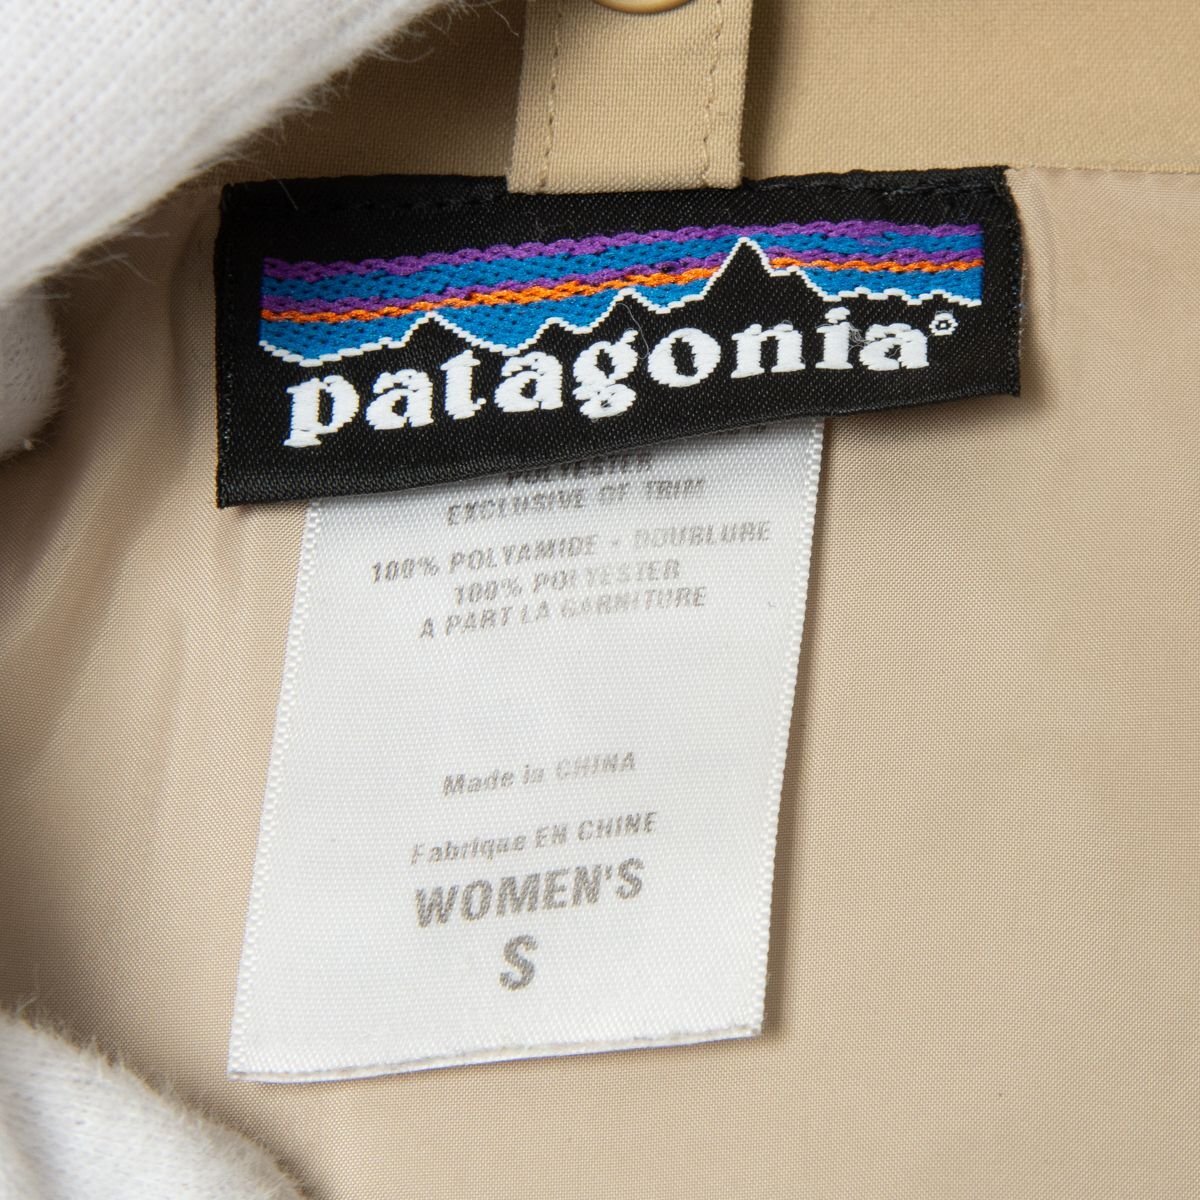 patagonia®
POLYESTER
EXCLUSIVE OF TRIM
100% POLYAMIDE - DOUBLURE
100% POLYESTER
A PART LA GARNITURE
Made in CHINA
Fabrique EN CHINE
WOMEN'S
S